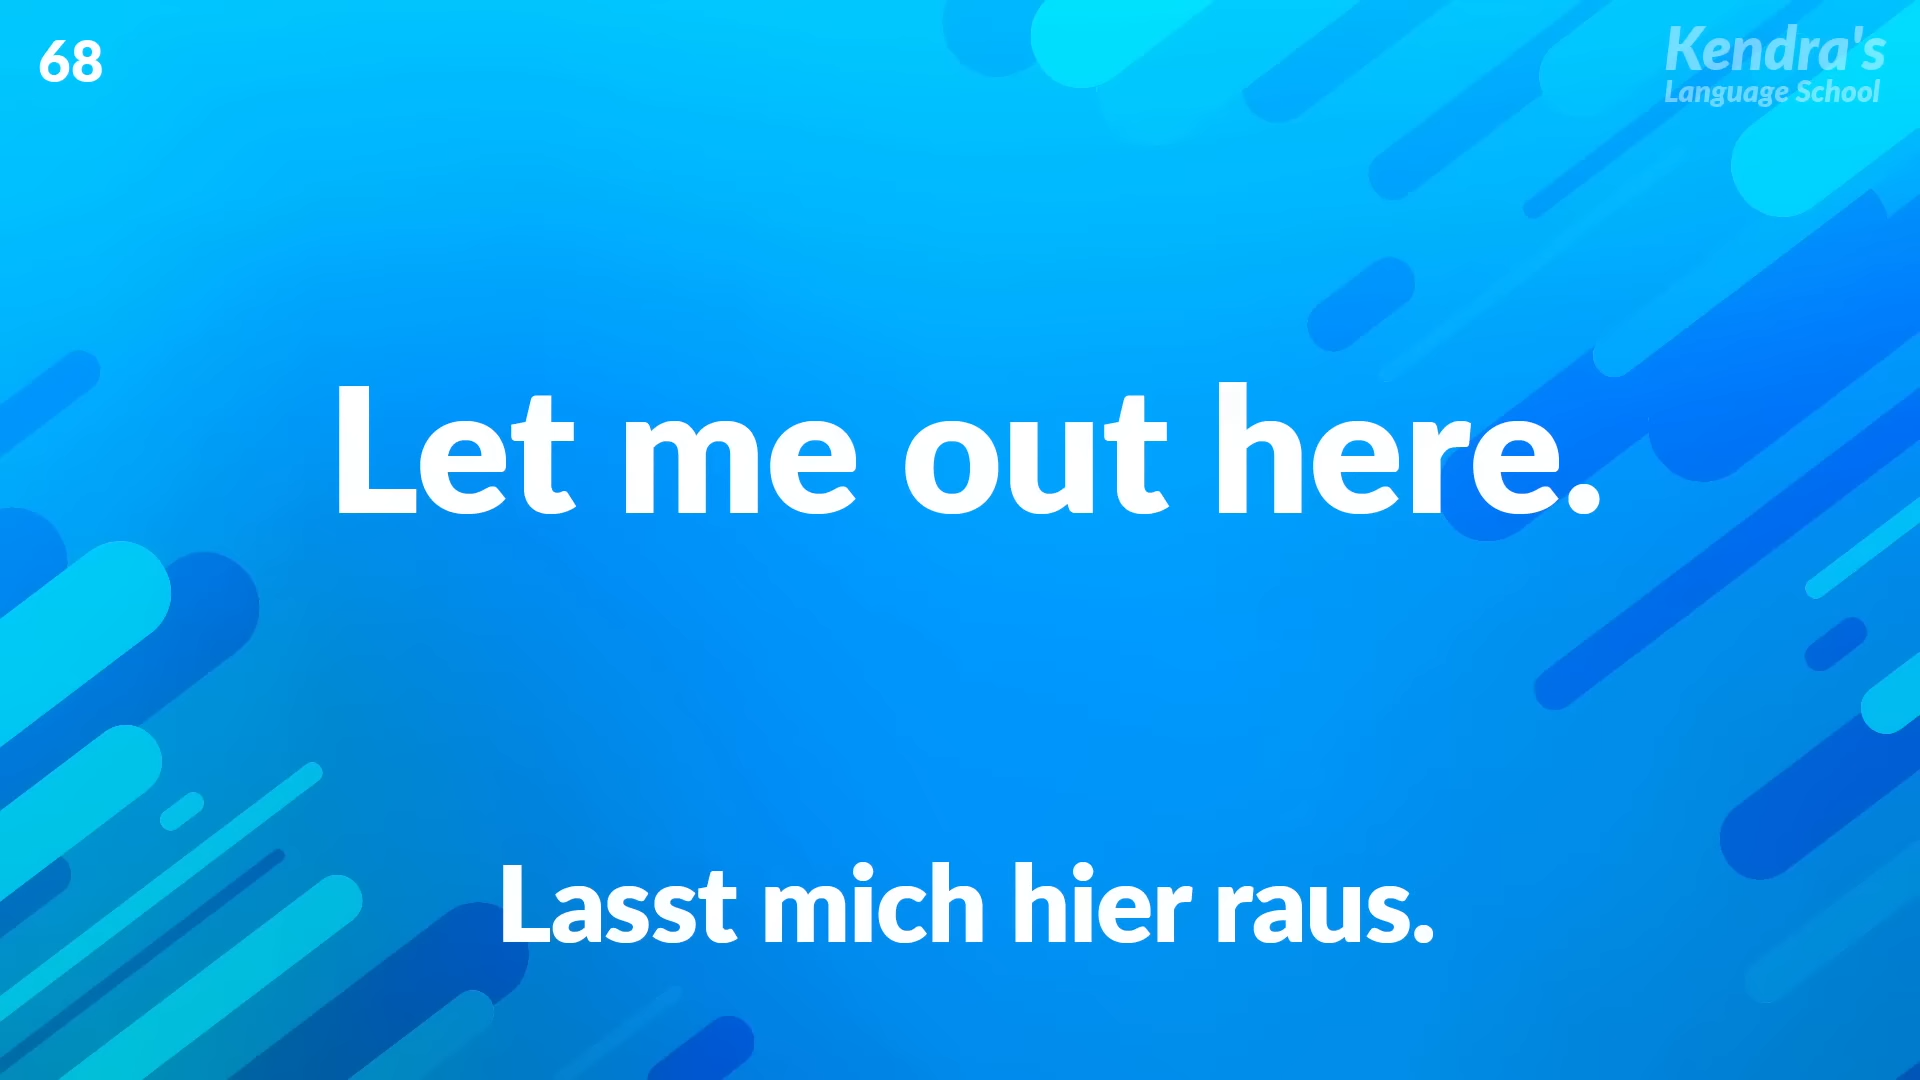 68
Kendra's
Language School
Let me out here.
Lasst mich hier raus.